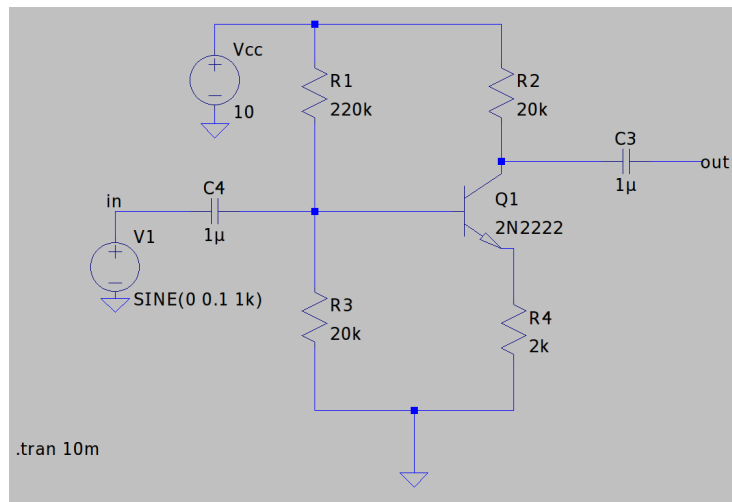 Vcc
10
R1
220k
R2
20k
C3
1µ
out
in
C4
1µ
V1
SINE(0 0.1 1k)
Q1
2N2222
R3
20k
R4
2k
.tran 10m